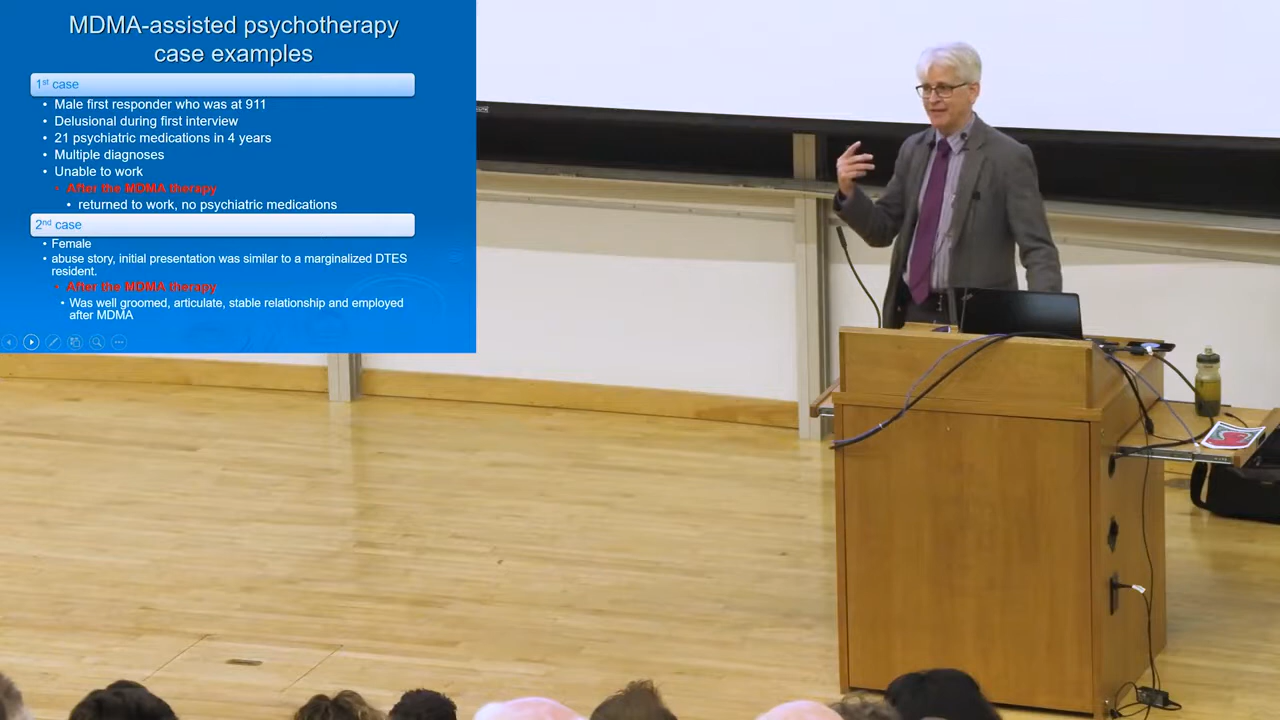 MDMA-assisted psychotherapy
case examples
1st case
• Male first responder who was at 911
• Delusional during first interview
• 21 psychiatric medications in 4 years
• Multiple diagnoses
• Unable to work
• After the MDMA therapy
• returned to work, no psychiatric medications
2nd case
• Female
• abuse story, initial presentation was similar to a marginalized DTES
resident.
• After the MDMA therapy
• Was well groomed, articulate, stable relationship and employed
after MDMA